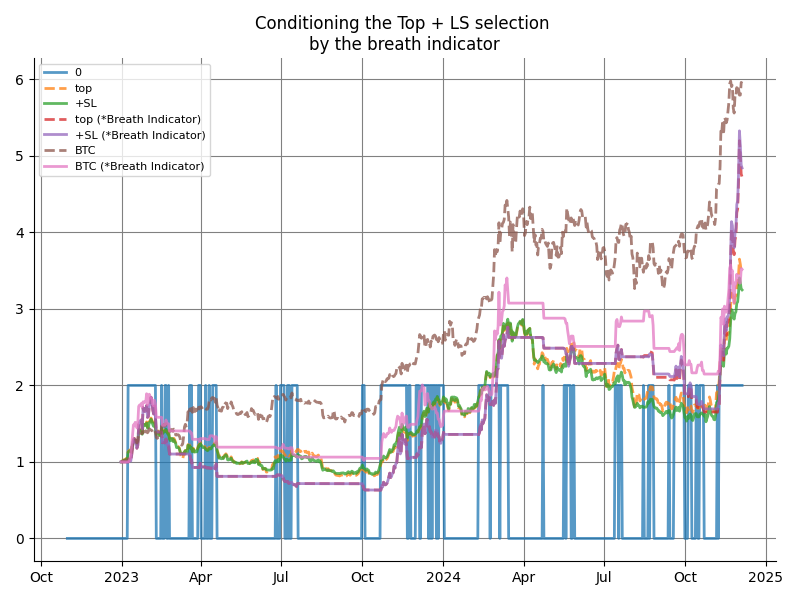 Conditioning the Top + LS selection
by the breath indicator
0
top
+SL
top (*Breath Indicator)
+SL (*Breath Indicator)
BTC
BTC (*Breath Indicator)
6
5
4
3
2
1
0
Oct
2023
Apr
Jul
Oct
2024
Apr
Jul
Oct
2025